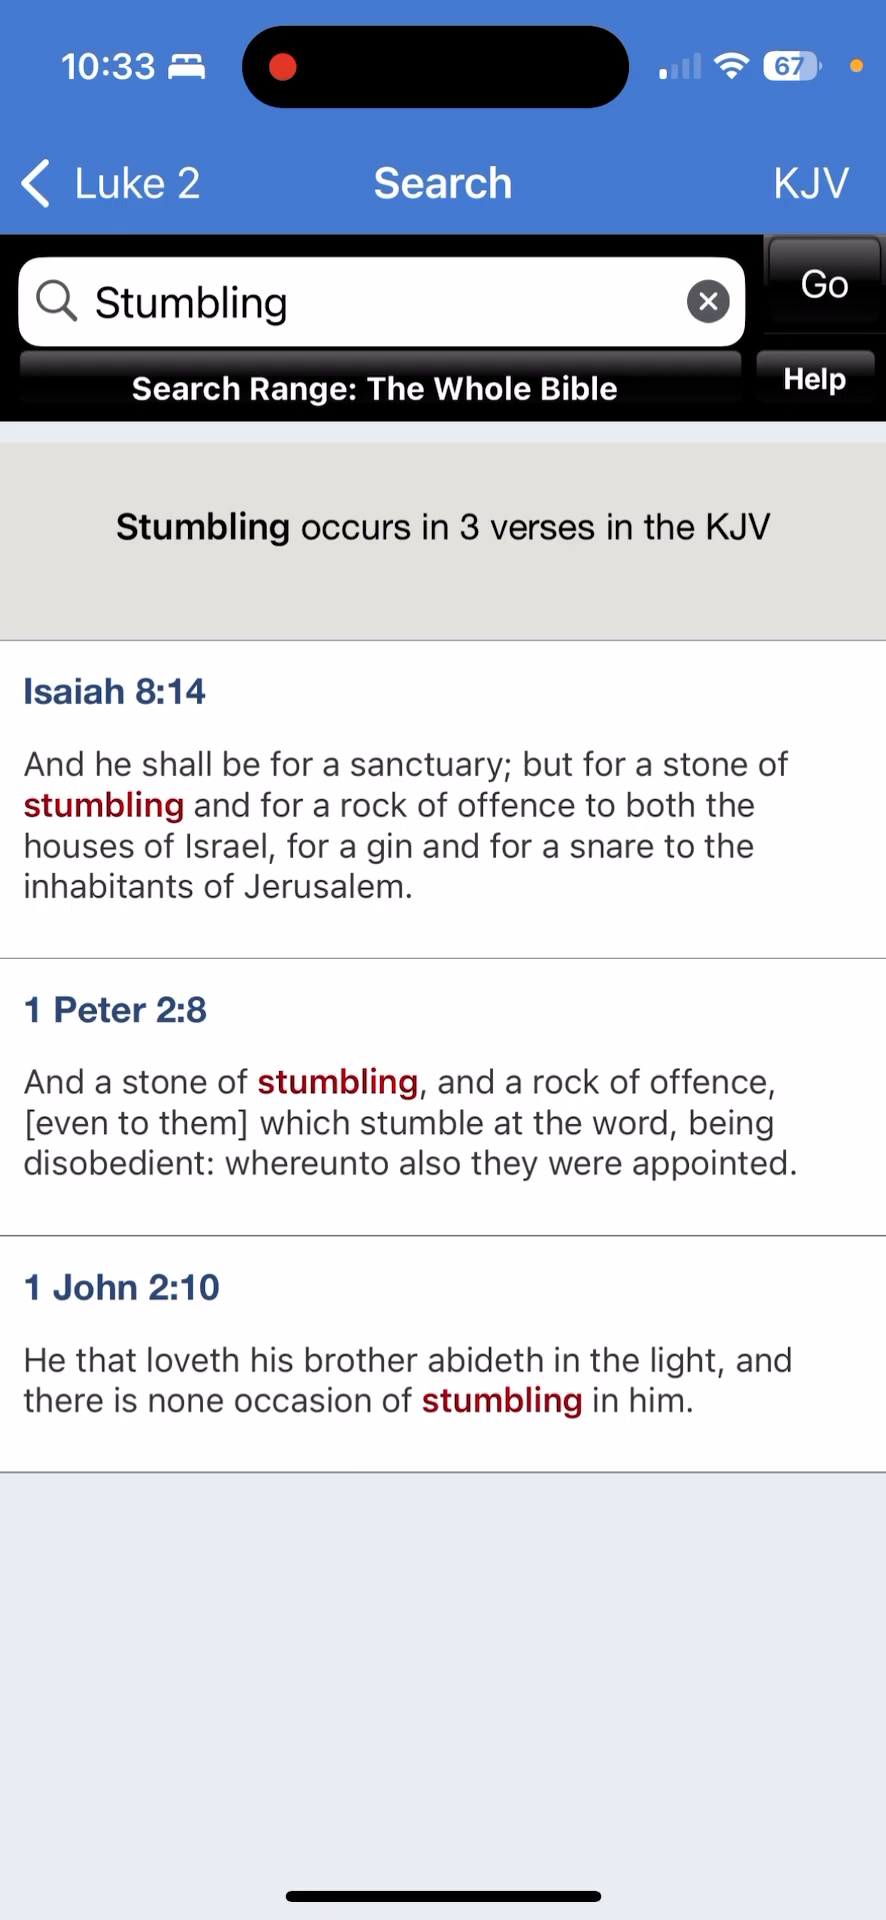 10:33
67
Luke 2 Search KJV
Stumbling Go
Search Range: The Whole Bible Help
Stumbling occurs in 3 verses in the KJV
Isaiah 8:14
And he shall be for a sanctuary; but for a stone of
stumbling and for a rock of offence to both the
houses of Israel, for a gin and for a snare to the
inhabitants of Jerusalem.
1 Peter 2:8
And a stone of stumbling, and a rock of offence,
[even to them] which stumble at the word, being
disobedient: whereunto also they were appointed.
1 John 2:10
He that loveth his brother abideth in the light, and
there is none occasion of stumbling in him.